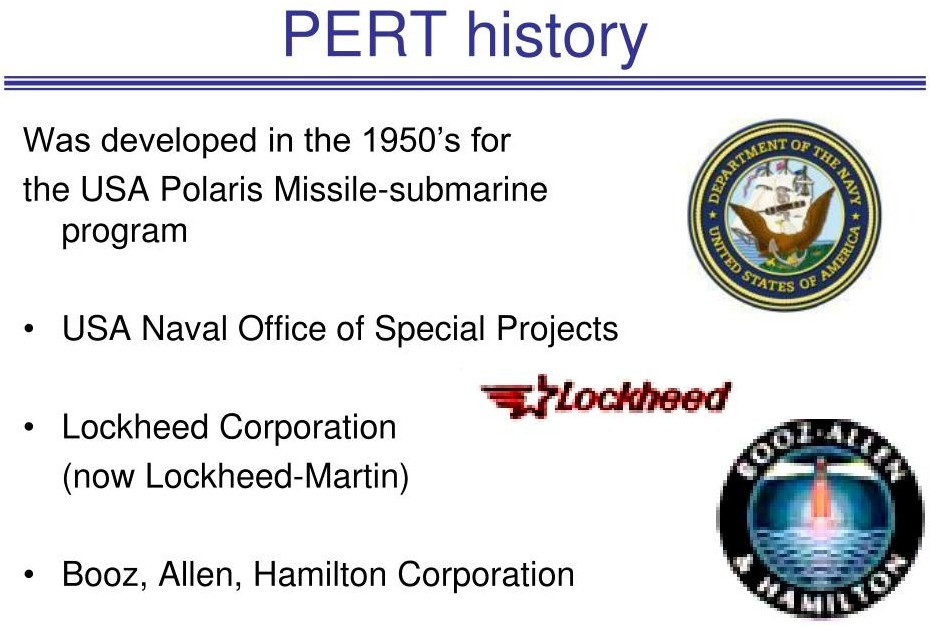 PERT history
Was developed in the 1950's for
the USA Polaris Missile-submarine
program
DEPARTMENT OF THE NAVY
UNITED STATES OF AMERICA
• USA Naval Office of Special Projects
Lockheed
• Lockheed Corporation
(now Lockheed-Martin)
BOOZ·ALLEN
& HAMILTON
• Booz, Allen, Hamilton Corporation